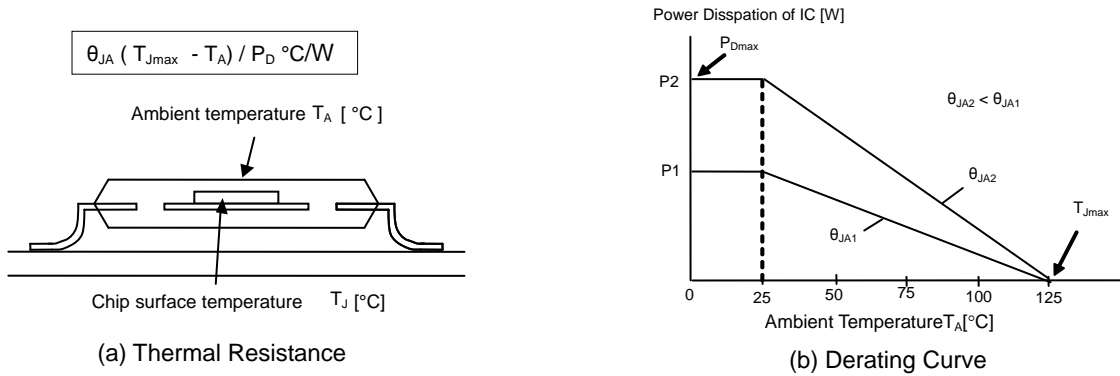 θJA ( TJmax - TA) / PD °C/W
Ambient temperature TA [ °C ]
Chip surface temperature TJ [°C]
(a) Thermal Resistance
Power Disspation of IC [W]
PDmax
P2
θJA2 < θJA1
P1
θJA2
TJmax
θJA1
0 25 50 75 100 125
Ambient TemperatureTA[°C]
(b) Derating Curve